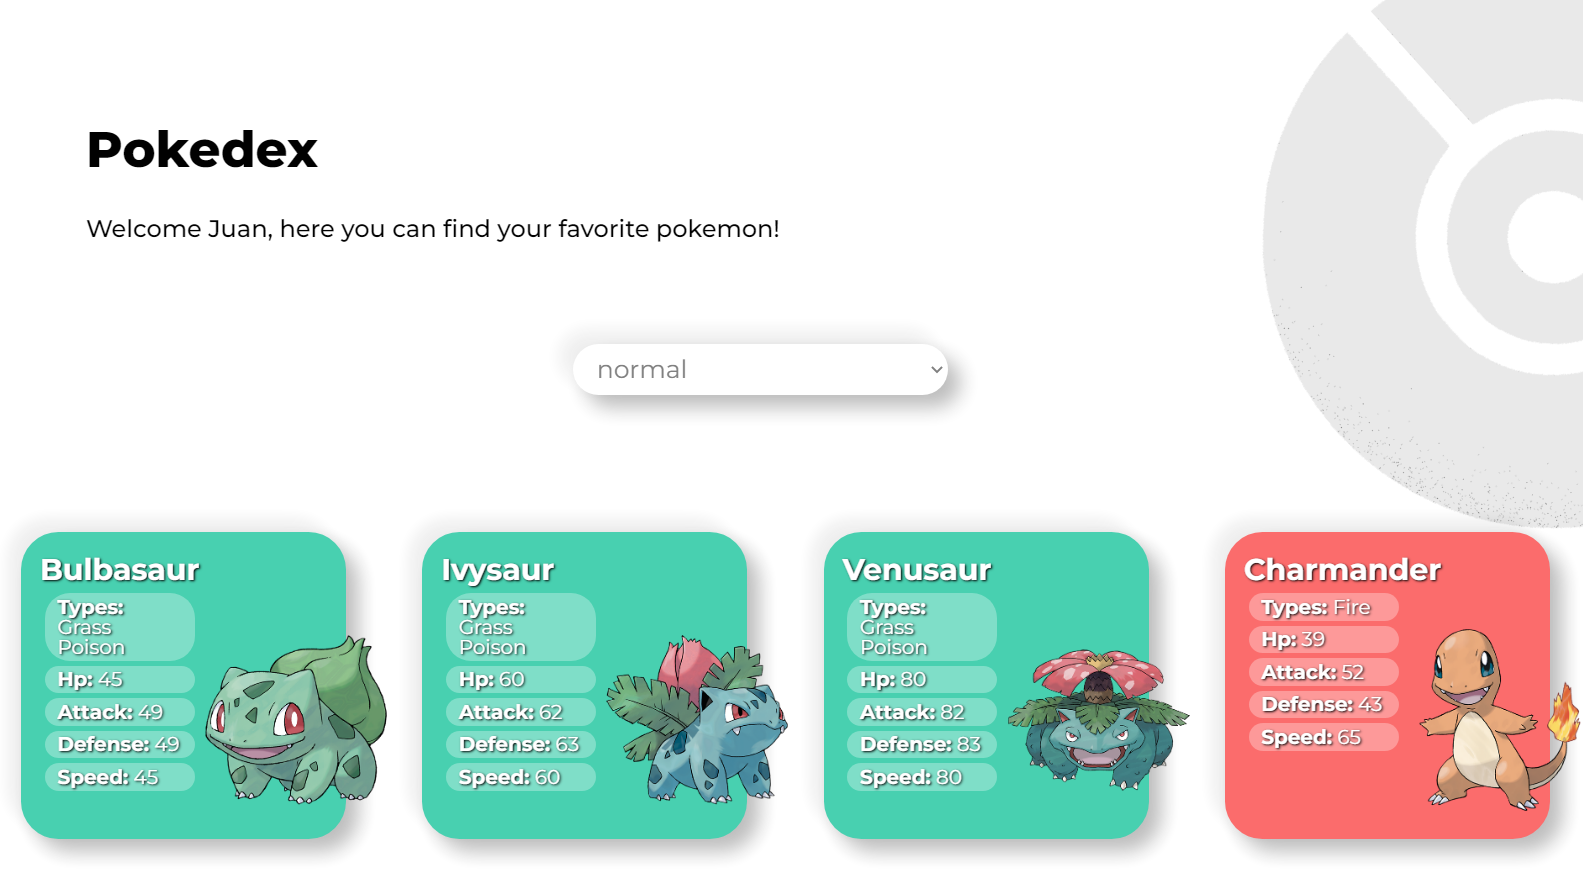 Pokedex
Welcome Juan, here you can find your favorite pokemon!
normal
Bulbasaur
Types:
Grass
Poison
Hp: 45
Attack: 49
Defense: 49
Speed: 45
Ivysaur
Types:
Grass
Poison
Hp: 60
Attack: 62
Defense: 63
Speed: 60
Venusaur
Types:
Grass
Poison
Hp: 80
Attack: 82
Defense: 83
Speed: 80
Charmander
Types: Fire
Hp: 39
Attack: 52
Defense: 43
Speed: 65